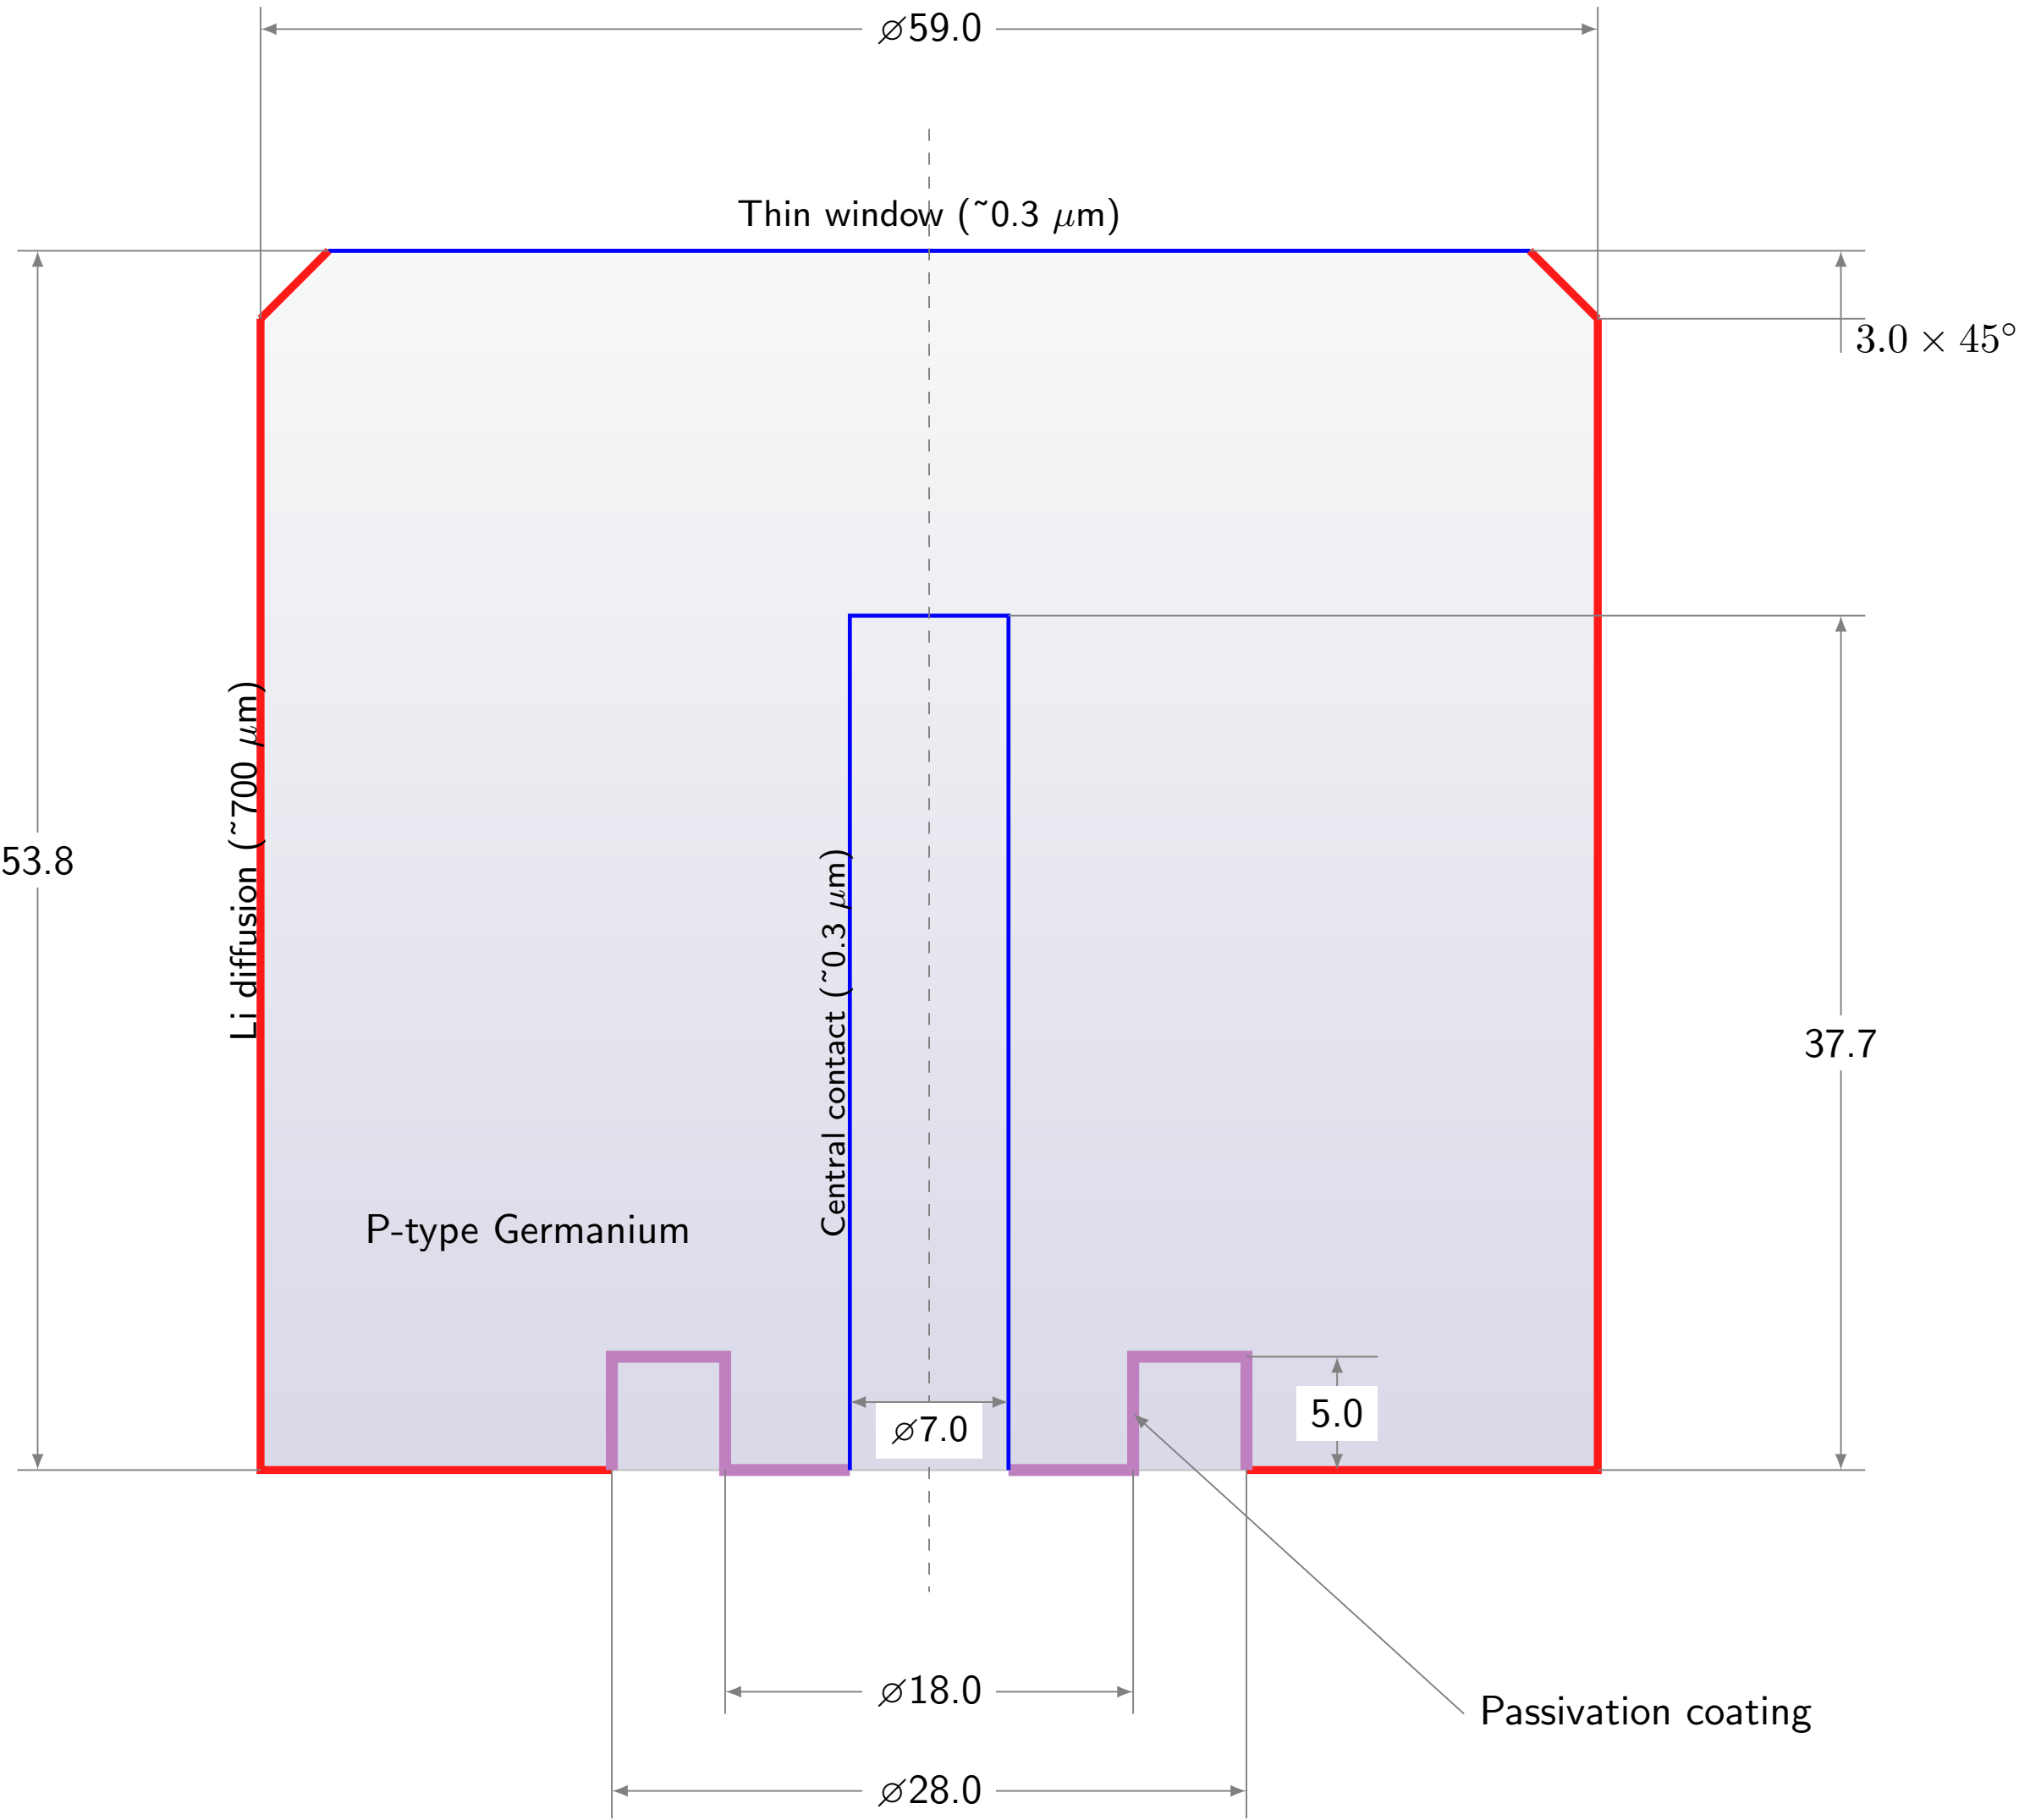 ⌀59.0
Thin window (~0.3 μm)
3.0 × 45°
Li diffusion (~700 μm)
53.8
Central contact (~0.3 μm)
37.7
P-type Germanium
⌀7.0
5.0
⌀18.0
Passivation coating
⌀28.0